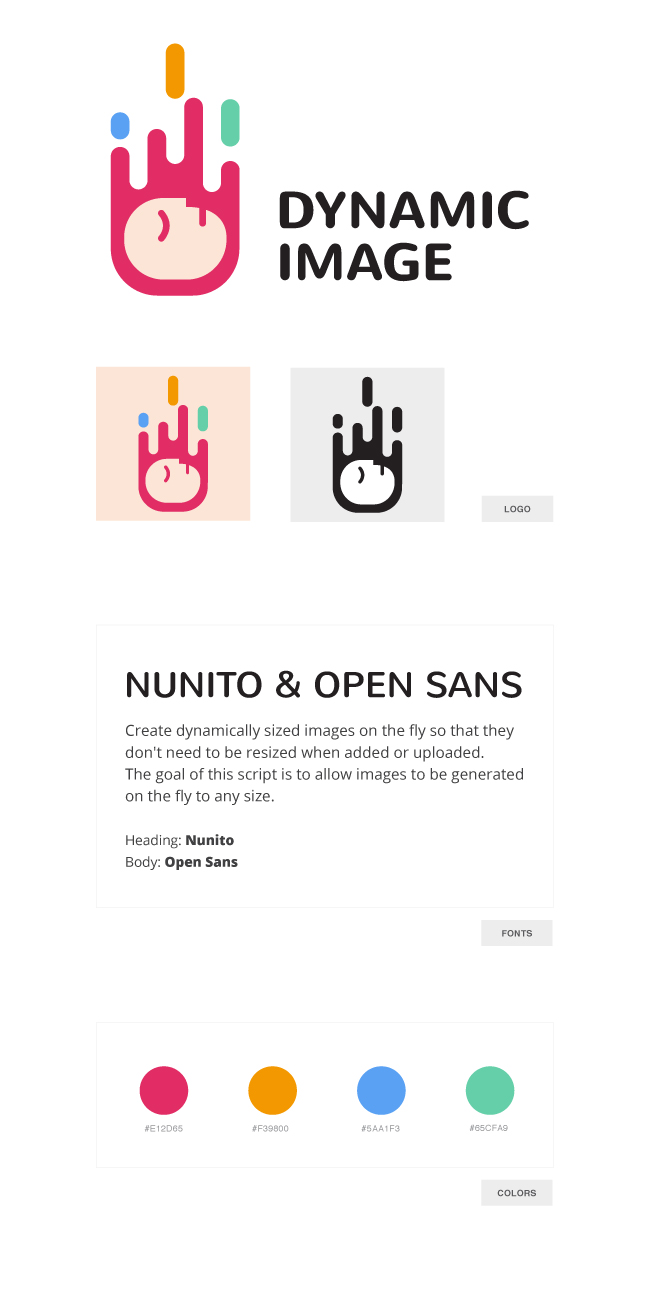 DYNAMIC
IMAGE
LOGO
NUNITO & OPEN SANS
Create dynamically sized images on the fly so that they
don't need to be resized when added or uploaded.
The goal of this script is to allow images to be generated
on the fly to any size.
Heading: Nunito
Body: Open Sans
FONTS
#E12D65
#F39800
#5AA1F3
#65CFA9
COLORS